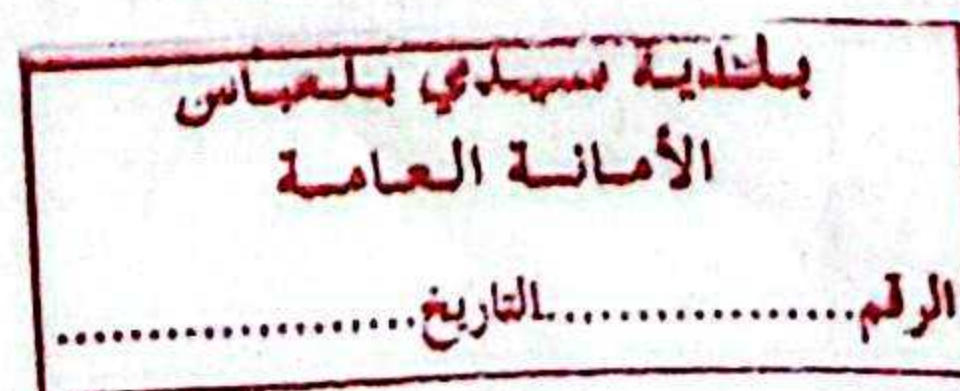 بلدية سيدي بلعباس
الأمانة العامة
الرقم.................التاريخ....................